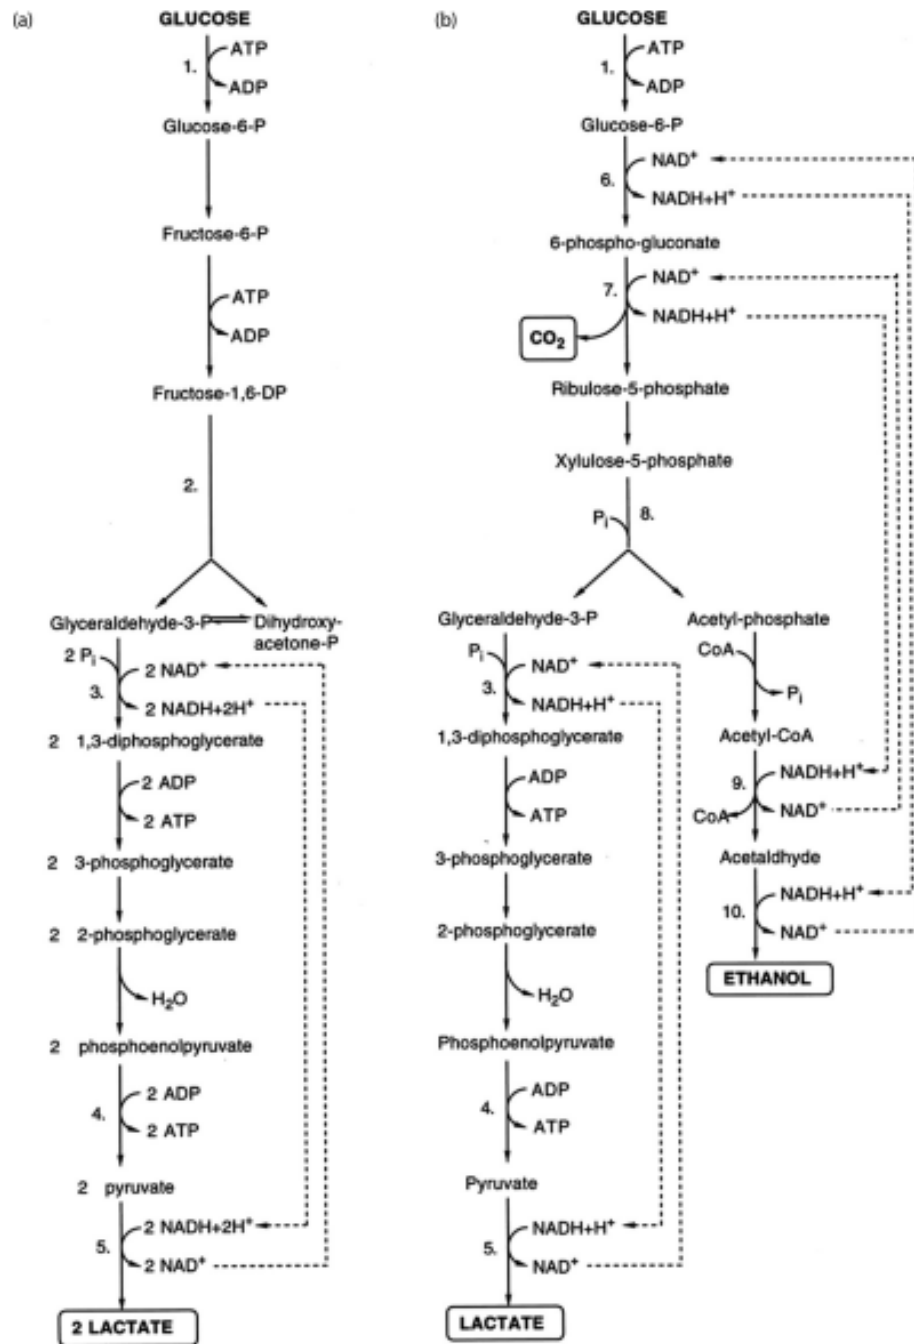 (a)
GLUCOSE
1.
ATP
ADP
Glucose-6-P
Fructose-6-P
ATP
ADP
Fructose-1,6-DP
2.
Glyceraldehyde-3-P
Dihydroxy-
acetone-P
2 Pi
2 NAD⁺
3.
2 NADH+2H⁺
2 1,3-diphosphoglycerate
2 ADP
2 ATP
2 3-phosphoglycerate
2 2-phosphoglycerate
H₂O
2 phosphoenolpyruvate
2 ADP
4.
2 ATP
2 pyruvate
2 NADH+2H⁺
5.
2 NAD⁺
2 LACTATE
(b)
GLUCOSE
1.
ATP
ADP
Glucose-6-P
NAD⁺
6.
NADH+H⁺
6-phospho-gluconate
NAD⁺
7.
NADH+H⁺
CO₂
Ribulose-5-phosphate
Xylulose-5-phosphate
Pi
8.
Glyceraldehyde-3-P
Pi
NAD⁺
3.
NADH+H⁺
1,3-diphosphoglycerate
ADP
ATP
3-phosphoglycerate
2-phosphoglycerate
H₂O
Phosphoenolpyruvate
ADP
4.
ATP
Pyruvate
NADH+H⁺
5.
NAD⁺
LACTATE
Acetyl-phosphate
CoA
Pi
Acetyl-CoA
NADH+H⁺
9.
CoA
NAD⁺
Acetaldhyde
NADH+H⁺
10.
NAD⁺
ETHANOL